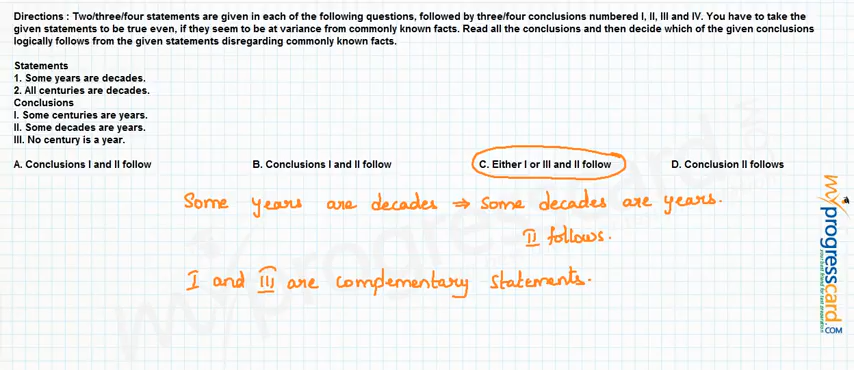 Directions : Two/three/four statements are given in each of the following questions, followed by three/four conclusions numbered I, II, III and IV. You have to take the
given statements to be true even, if they seem to be at variance from commonly known facts. Read all the conclusions and then decide which of the given conclusions
logically follows from the given statements disregarding commonly known facts.
Statements
1. Some years are decades.
2. All centuries are decades.
Conclusions
I. Some centuries are years.
II. Some decades are years.
III. No century is a year.
A. Conclusions I and II follow B. Conclusions I and II follow C. Either I or III and II follow D. Conclusion II follows
Some years are decades ⇒ Some decades are years.
II follows.
I and III are complementary statements.
myprogresscard.COM